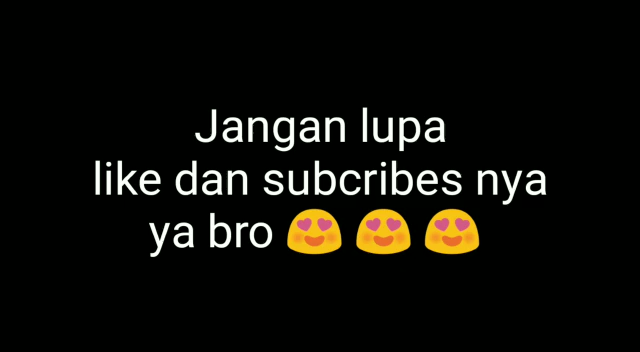 Jangan lupa
like dan subcribes nya
ya bro 😍 😍 😍